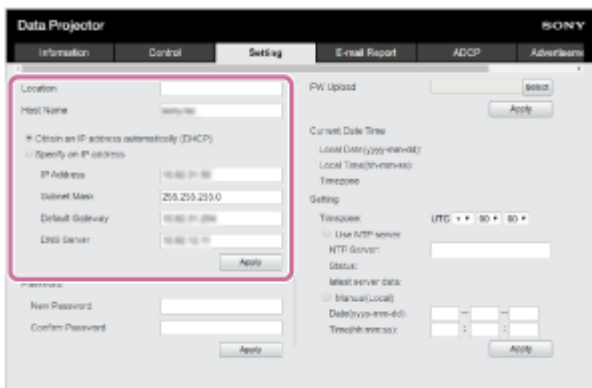 Data Projector
SONY
Information Control Setting E-mail Report ADCP Advertiseme
Location
Host Name
Obtain an IP address automatically (DHCP)
Specify an IP address
IP Address
Subnet Mask 255.255.255.0
Default Gateway
DNS Server
Apply
Password
New Password
Confirm Password
Apply
FW Upload Select
Apply
Current Date Time
Local Date(yyyy-mm-dd):
Local Time(hh-mm-ss):
Timezone
Setting
Timezone: UTC + 00 00
Use NTP server
NTP Server:
Status:
latest server data:
Manual(Local)
Date(yyyy-mm-dd): - -
Time(hh:mm:ss): : :
Apply